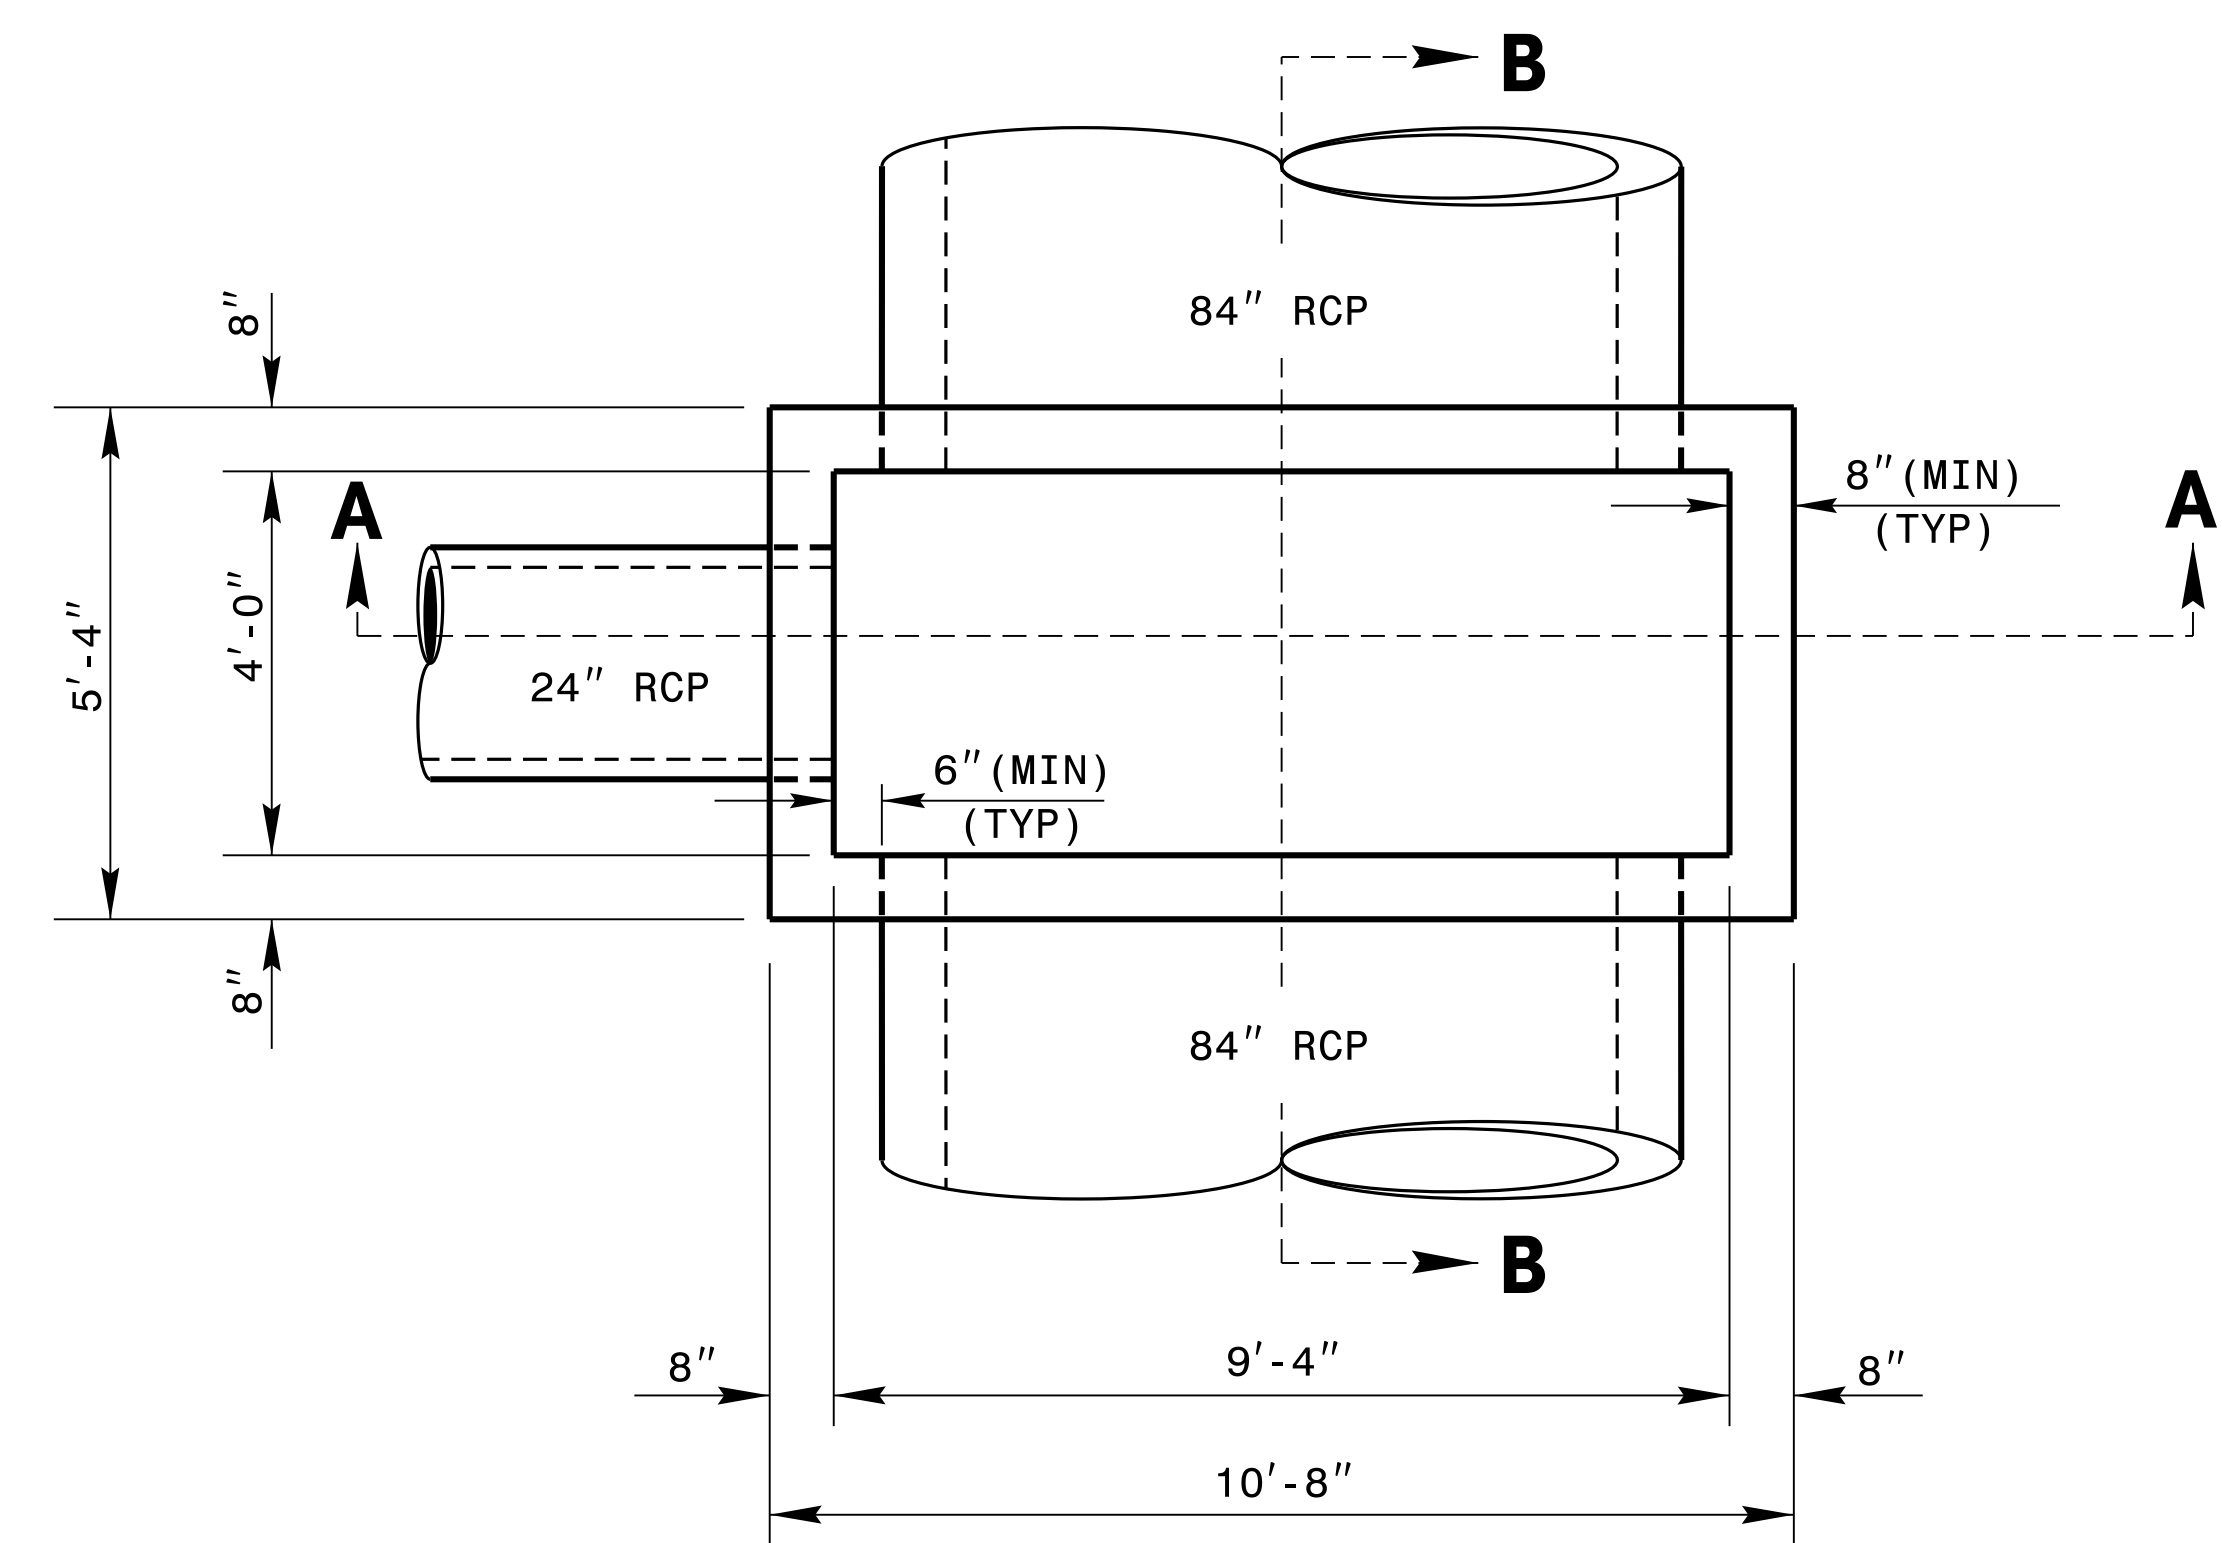 B
84" RCP
8"
8"(MIN)
(TYP)
A
A
4'-0"
5'-4"
24" RCP
6"(MIN)
(TYP)
8"
84" RCP
B
8"
9'-4"
8"
10'-8"